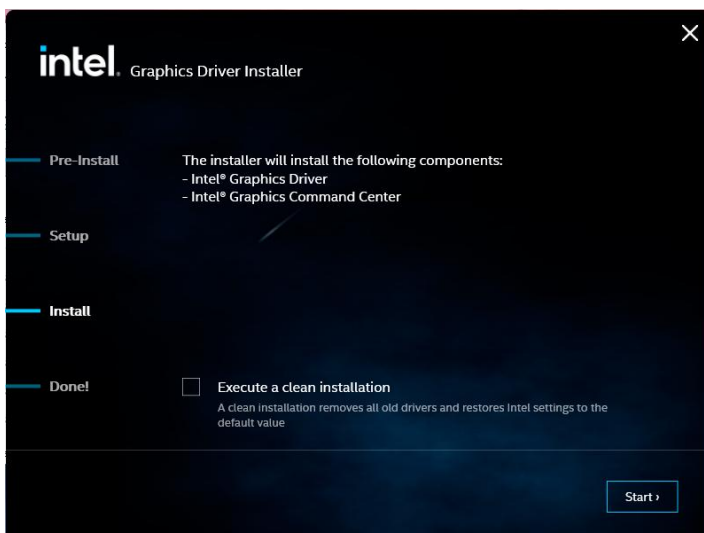 intel. Graphics Driver Installer
Pre-Install
The installer will install the following components:
- Intel® Graphics Driver
- Intel® Graphics Command Center
Setup
Install
Done!
Execute a clean installation
A clean installation removes all old drivers and restores Intel settings to the
default value
Start ›